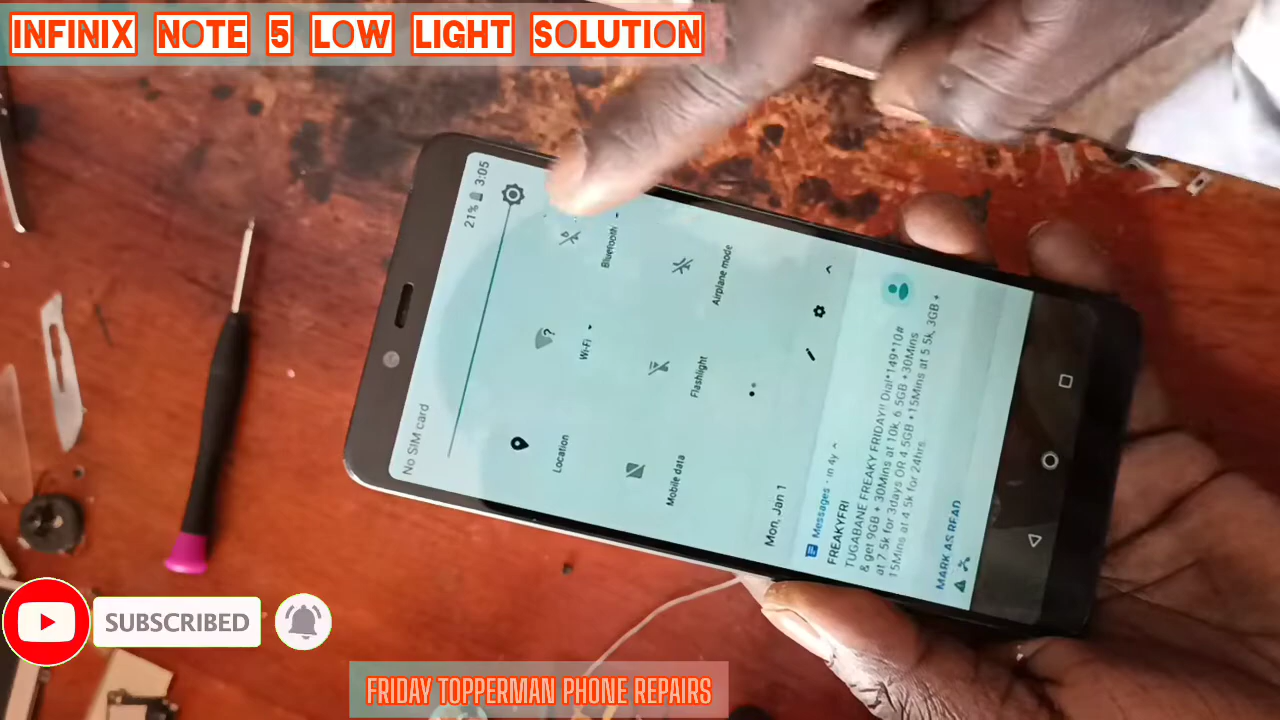 INFINIX NOTE 5 LOW LIGHT SOLUTION
21% 3:05
No SIM card
Bluetooth
Wi-Fi
Location
Airplane mode
Flashlight
Mobile data
Mon, Jan 1
Messages - in 4y
FREAKYFRI
TUGABANE FREAKY FRIDAY!! Dial*149*10#
& get 9GB + 30Mins at 10k, 6.5GB +30Mins
at 7.5k for 3days OR 4.5GB +15Mins at 5.5k, 3GB +
15Mins at 4.5k for 24hrs.
MARK AS READ
SUBSCRIBED
FRIDAY TOPPERMAN PHONE REPAIRS